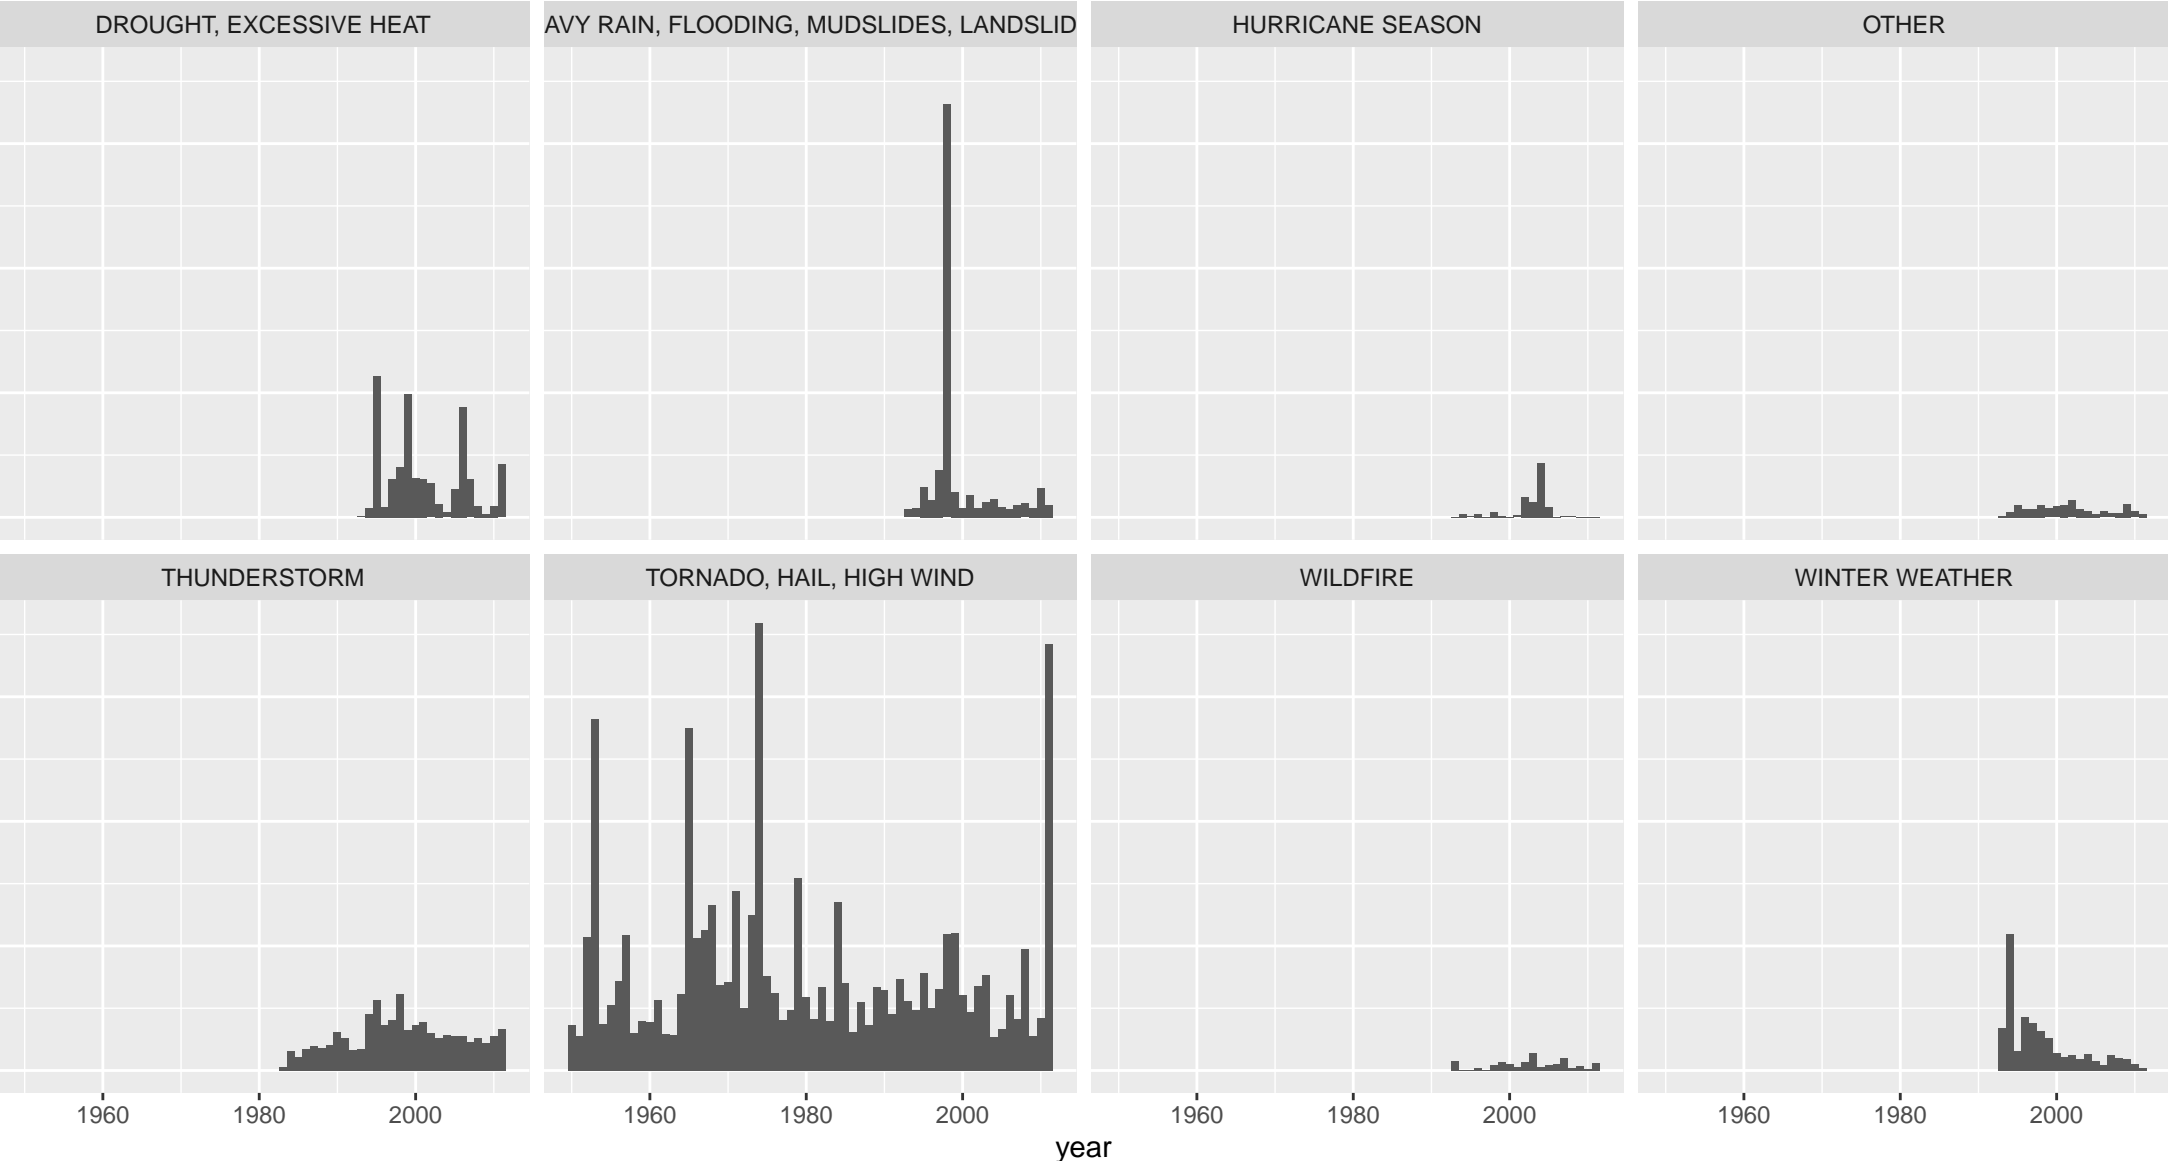 DROUGHT, EXCESSIVE HEAT
AVY RAIN, FLOODING, MUDSLIDES, LANDSLID
HURRICANE SEASON
OTHER
THUNDERSTORM
TORNADO, HAIL, HIGH WIND
WILDFIRE
WINTER WEATHER
1960 1980 2000 1960 1980 2000 1960 1980 2000 1960 1980 2000
year